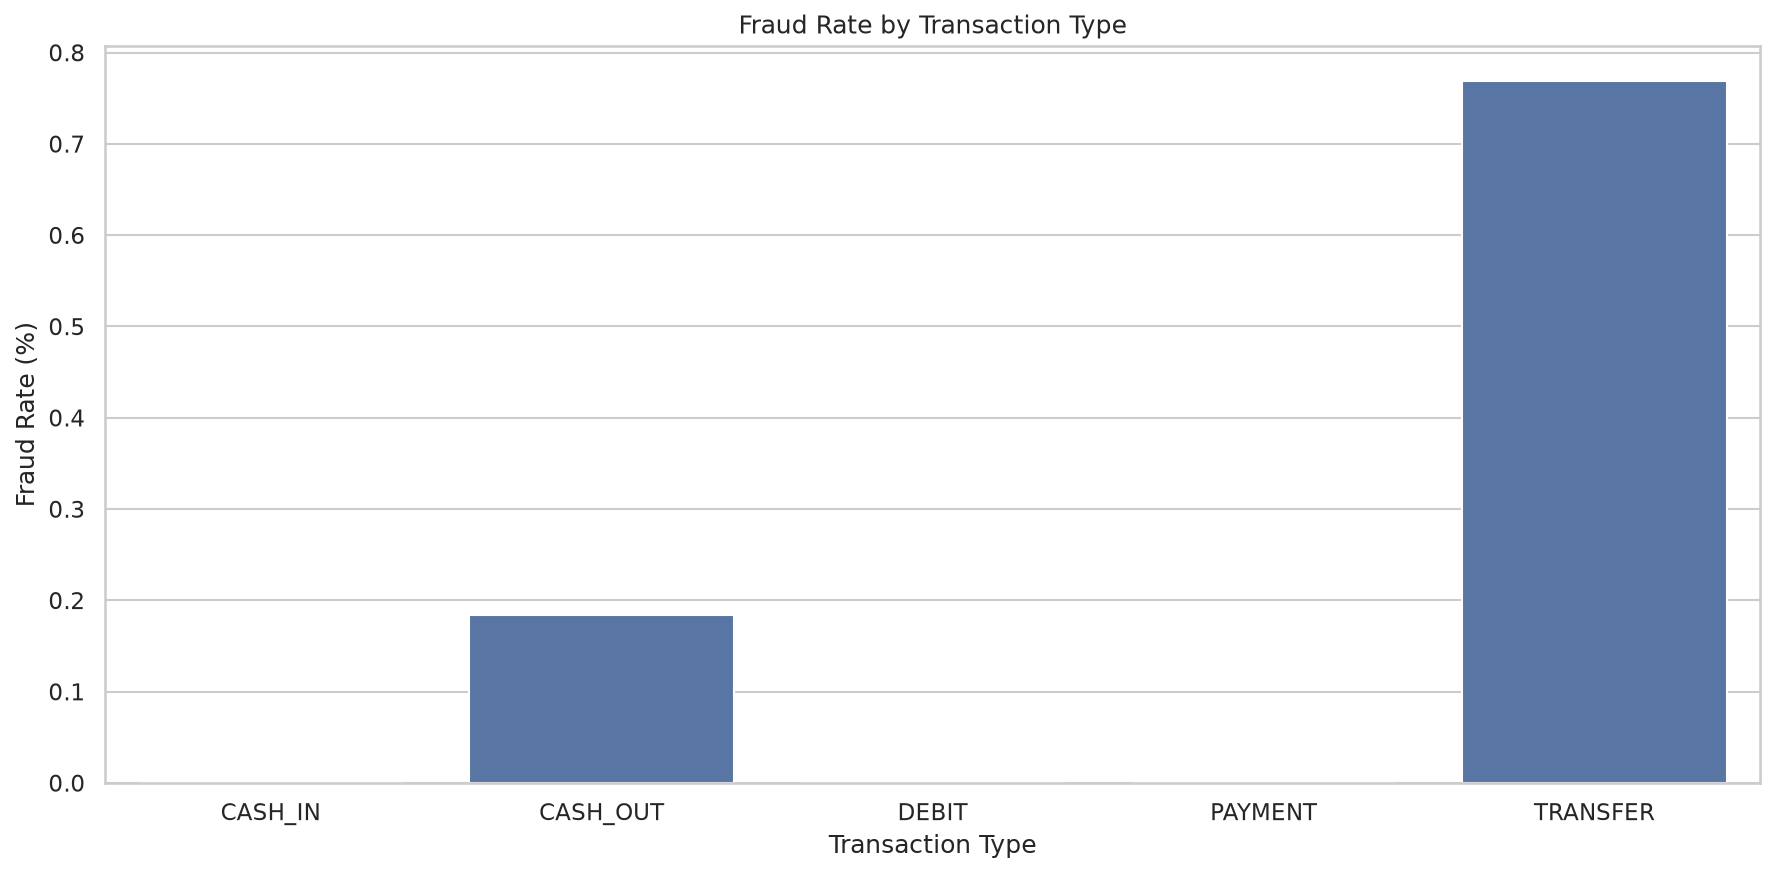 Fraud Rate by Transaction Type
Fraud Rate (%)
0.8
0.7
0.6
0.5
0.4
0.3
0.2
0.1
0.0
CASH_IN CASH_OUT DEBIT PAYMENT TRANSFER
Transaction Type